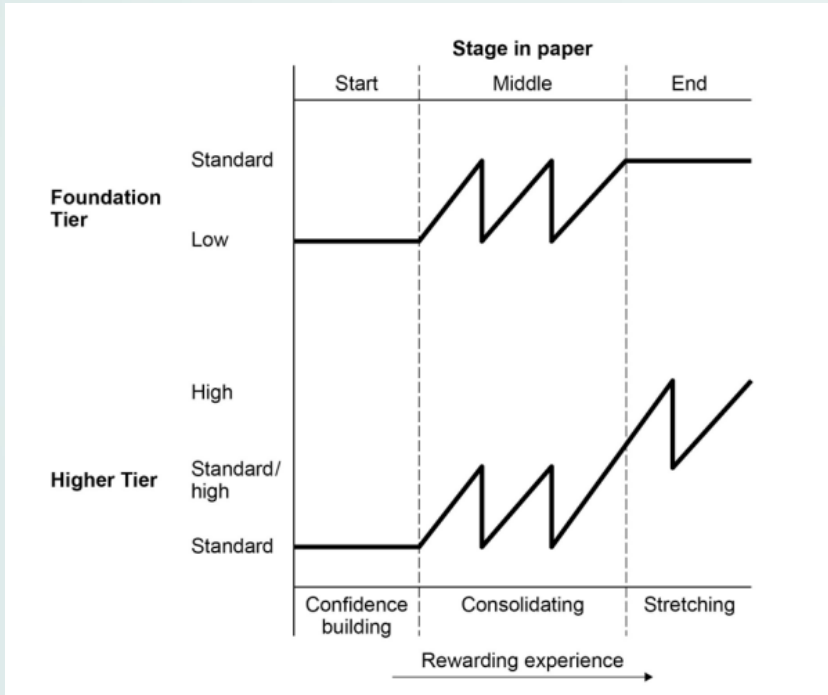 Stage in paper
Start Middle End
Standard
Foundation
Tier
Low
High
Higher Tier
Standard/
high
Standard
Confidence
building
Consolidating
Stretching
Rewarding experience